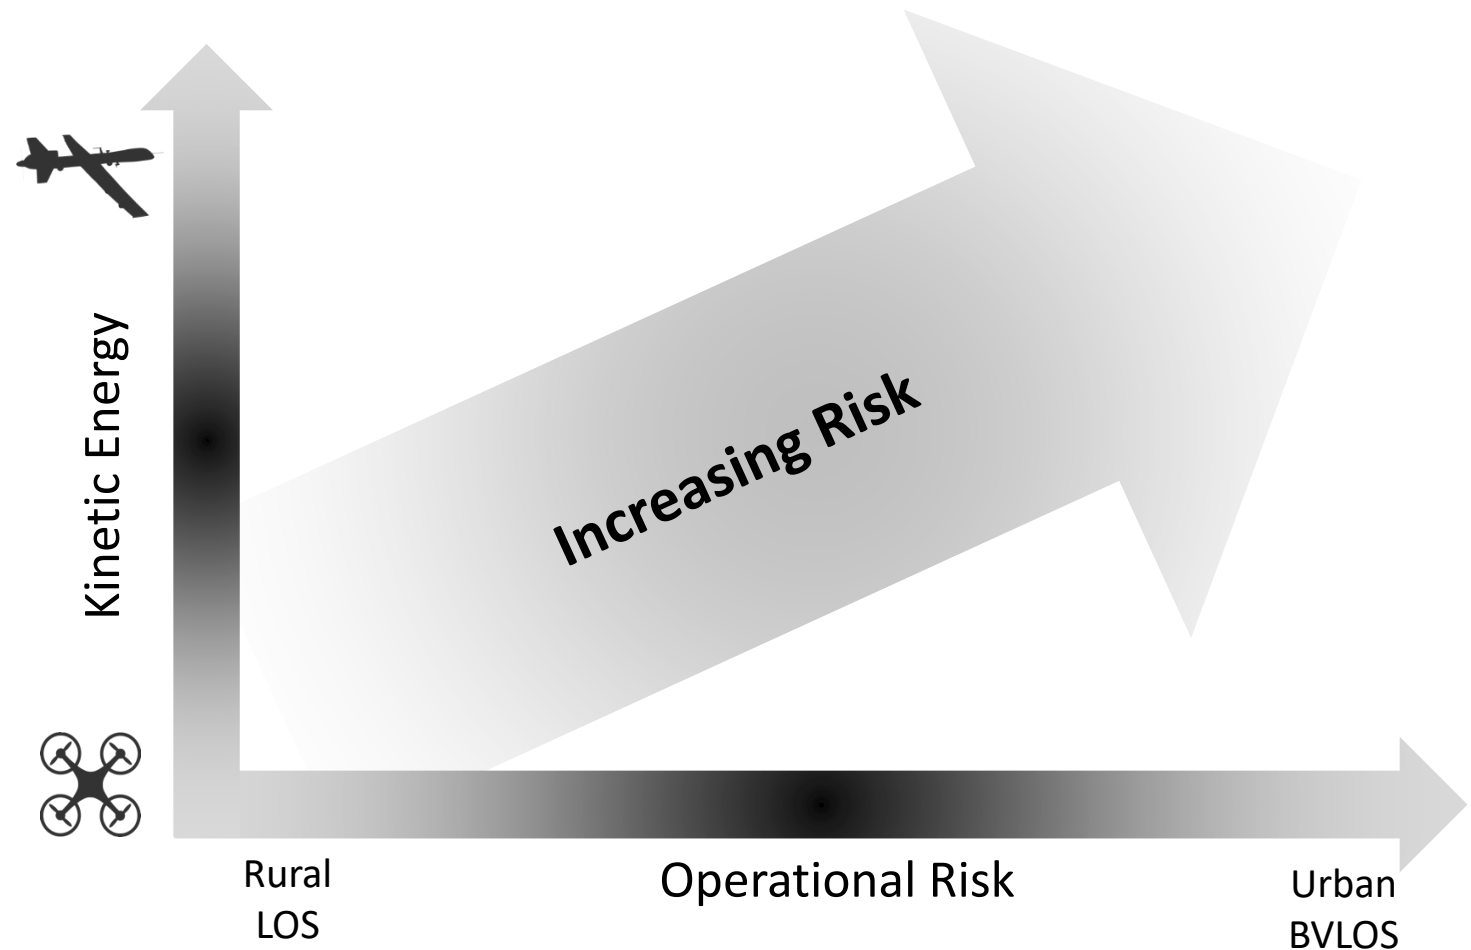 Kinetic Energy
Increasing Risk
Rural
LOS
Operational Risk
Urban
BVLOS